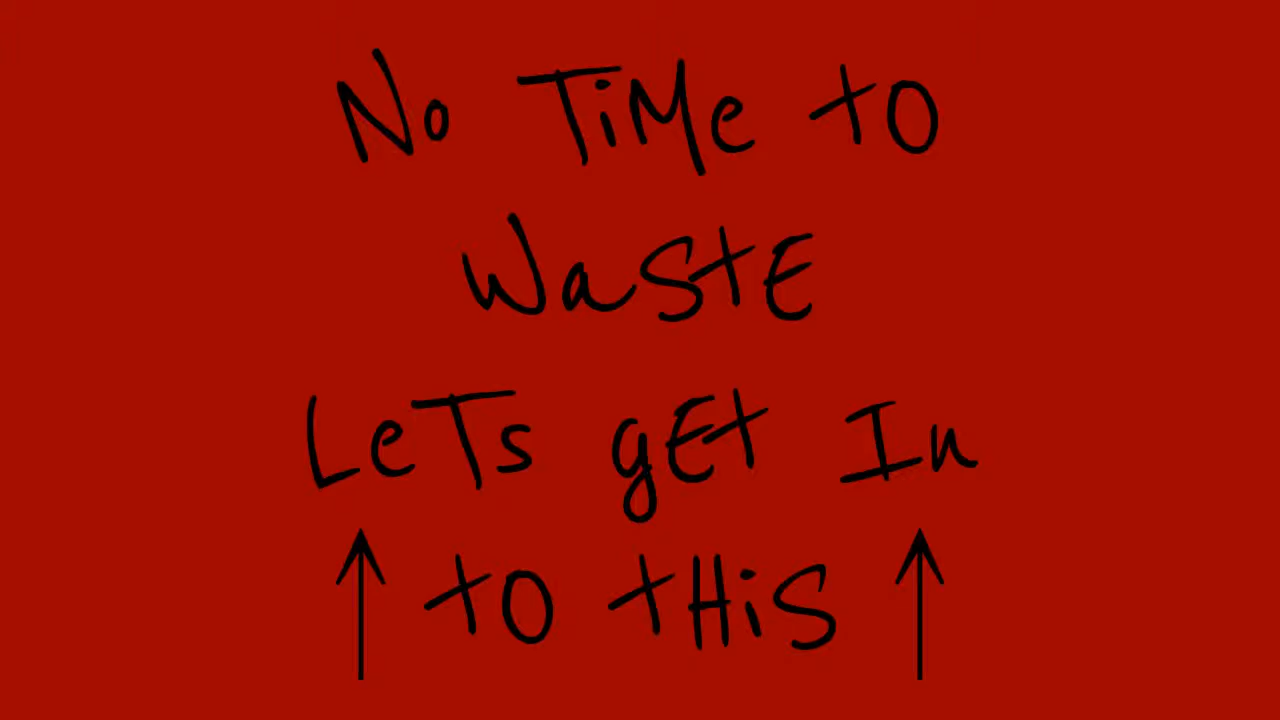 No TiMe to
WaStE
LeTs gEt In
↑ to tHiS ↑